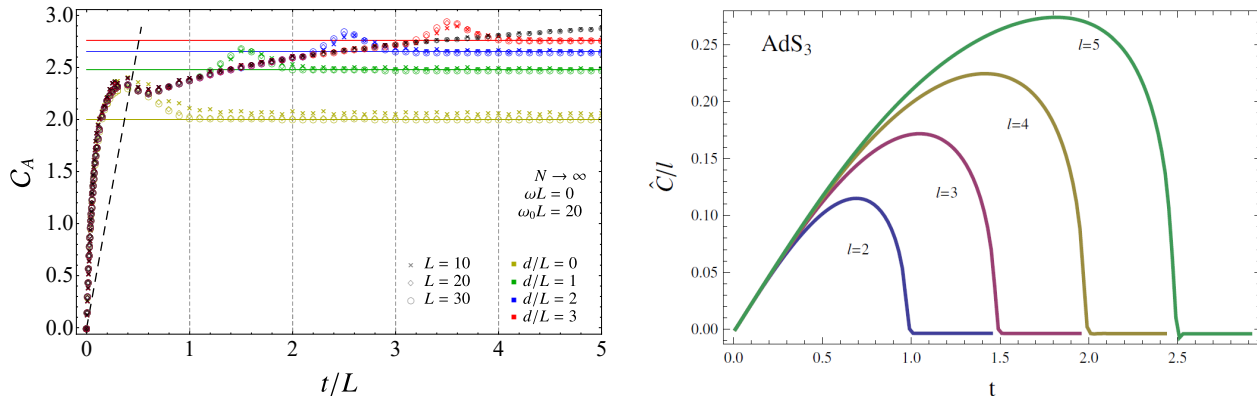 C_A
3.0
2.5
2.0
1.5
1.0
0.5
0.0
N → ∞
ωL = 0
ω₀L = 20
× L = 10
◇ L = 20
○ L = 30
d/L = 0
d/L = 1
d/L = 2
d/L = 3
0 1 2 3 4 5
t/L
AdS₃
Ĉ/l
0.25
0.20
0.15
0.10
0.05
0.00
l=5
l=4
l=3
l=2
0.0 0.5 1.0 1.5 2.0 2.5
t